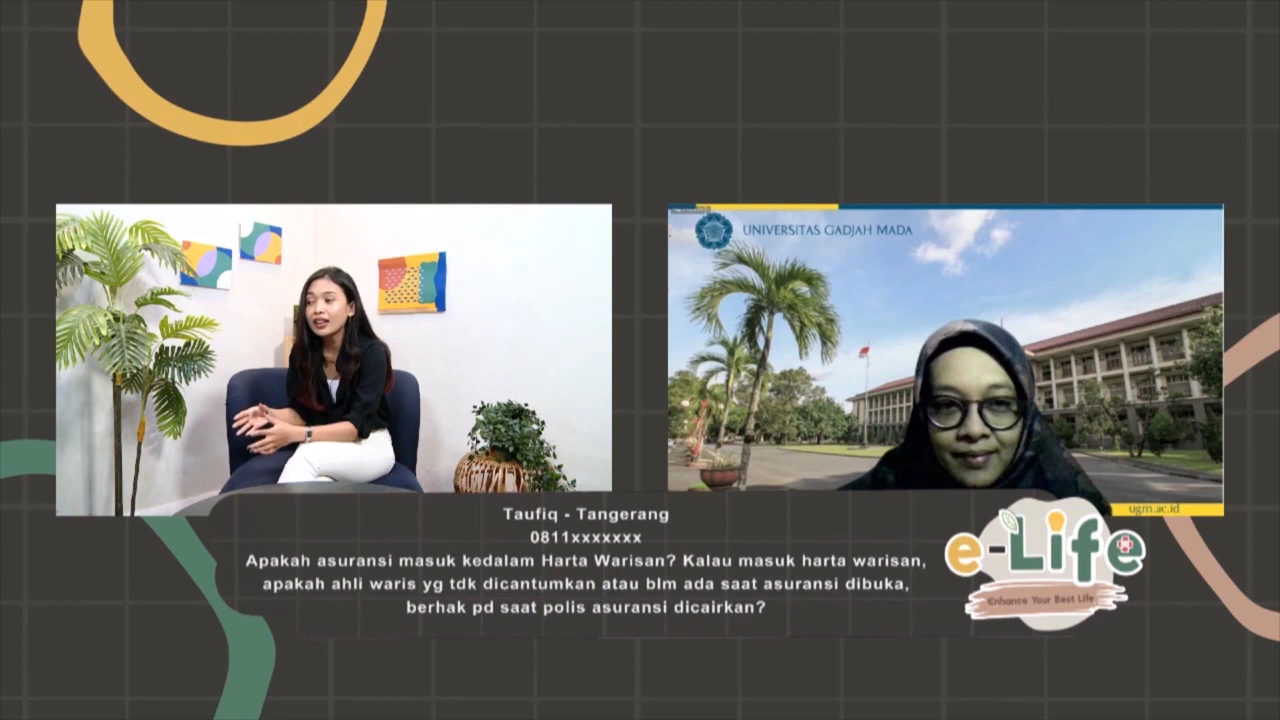 UNIVERSITAS GADJAH MADA
ugm.ac.id
Taufiq - Tangerang
0811xxxxxxx
Apakah asuransi masuk kedalam Harta Warisan? Kalau masuk harta warisan,
apakah ahli waris yg tdk dicantumkan atau blm ada saat asuransi dibuka,
berhak pd saat polis asuransi dicairkan?
e-Life
Enhance Your Best Life